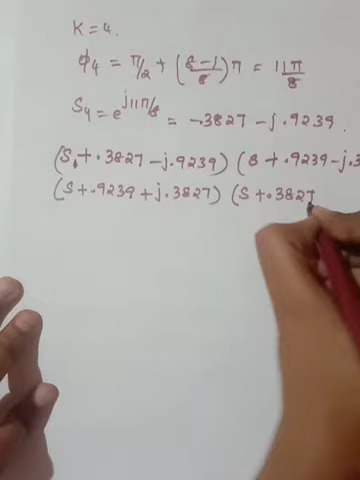 K = 4.
ϕ4 = π/2 + (8-1/8)π = 11π/8
S4 = e^j11π/8 = -.3827 - j.9239.
(S, + .3827 - j.9239) (S + .9239 - j.3
(S + .9239 + j.3827) (S + .3827